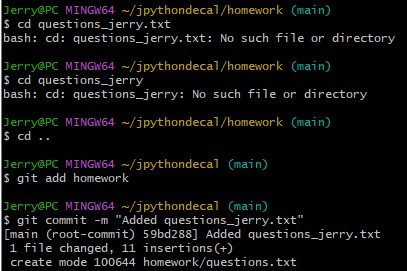 Jerry@PC MINGW64 ~/jpythondecal/homework (main)
$ cd questions_jerry.txt
bash: cd: questions_jerry.txt: No such file or directory
Jerry@PC MINGW64 ~/jpythondecal/homework (main)
$ cd questions_jerry
bash: cd: questions_jerry: No such file or directory
Jerry@PC MINGW64 ~/jpythondecal/homework (main)
$ cd ..
Jerry@PC MINGW64 ~/jpythondecal (main)
$ git add homework
Jerry@PC MINGW64 ~/jpythondecal (main)
$ git commit -m "Added questions_jerry.txt"
[main (root-commit) 59bd288] Added questions_jerry.txt
1 file changed, 11 insertions(+)
create mode 100644 homework/questions.txt